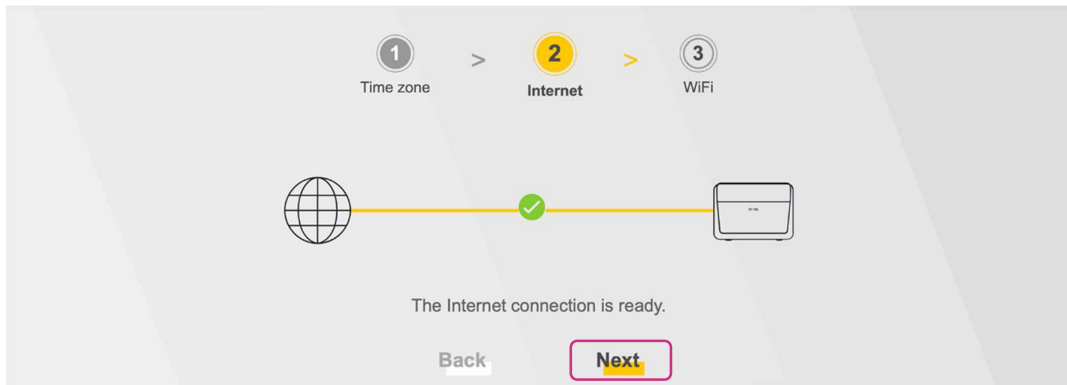 1 > 2 > 3
Time zone Internet WiFi
The Internet connection is ready.
Back Next